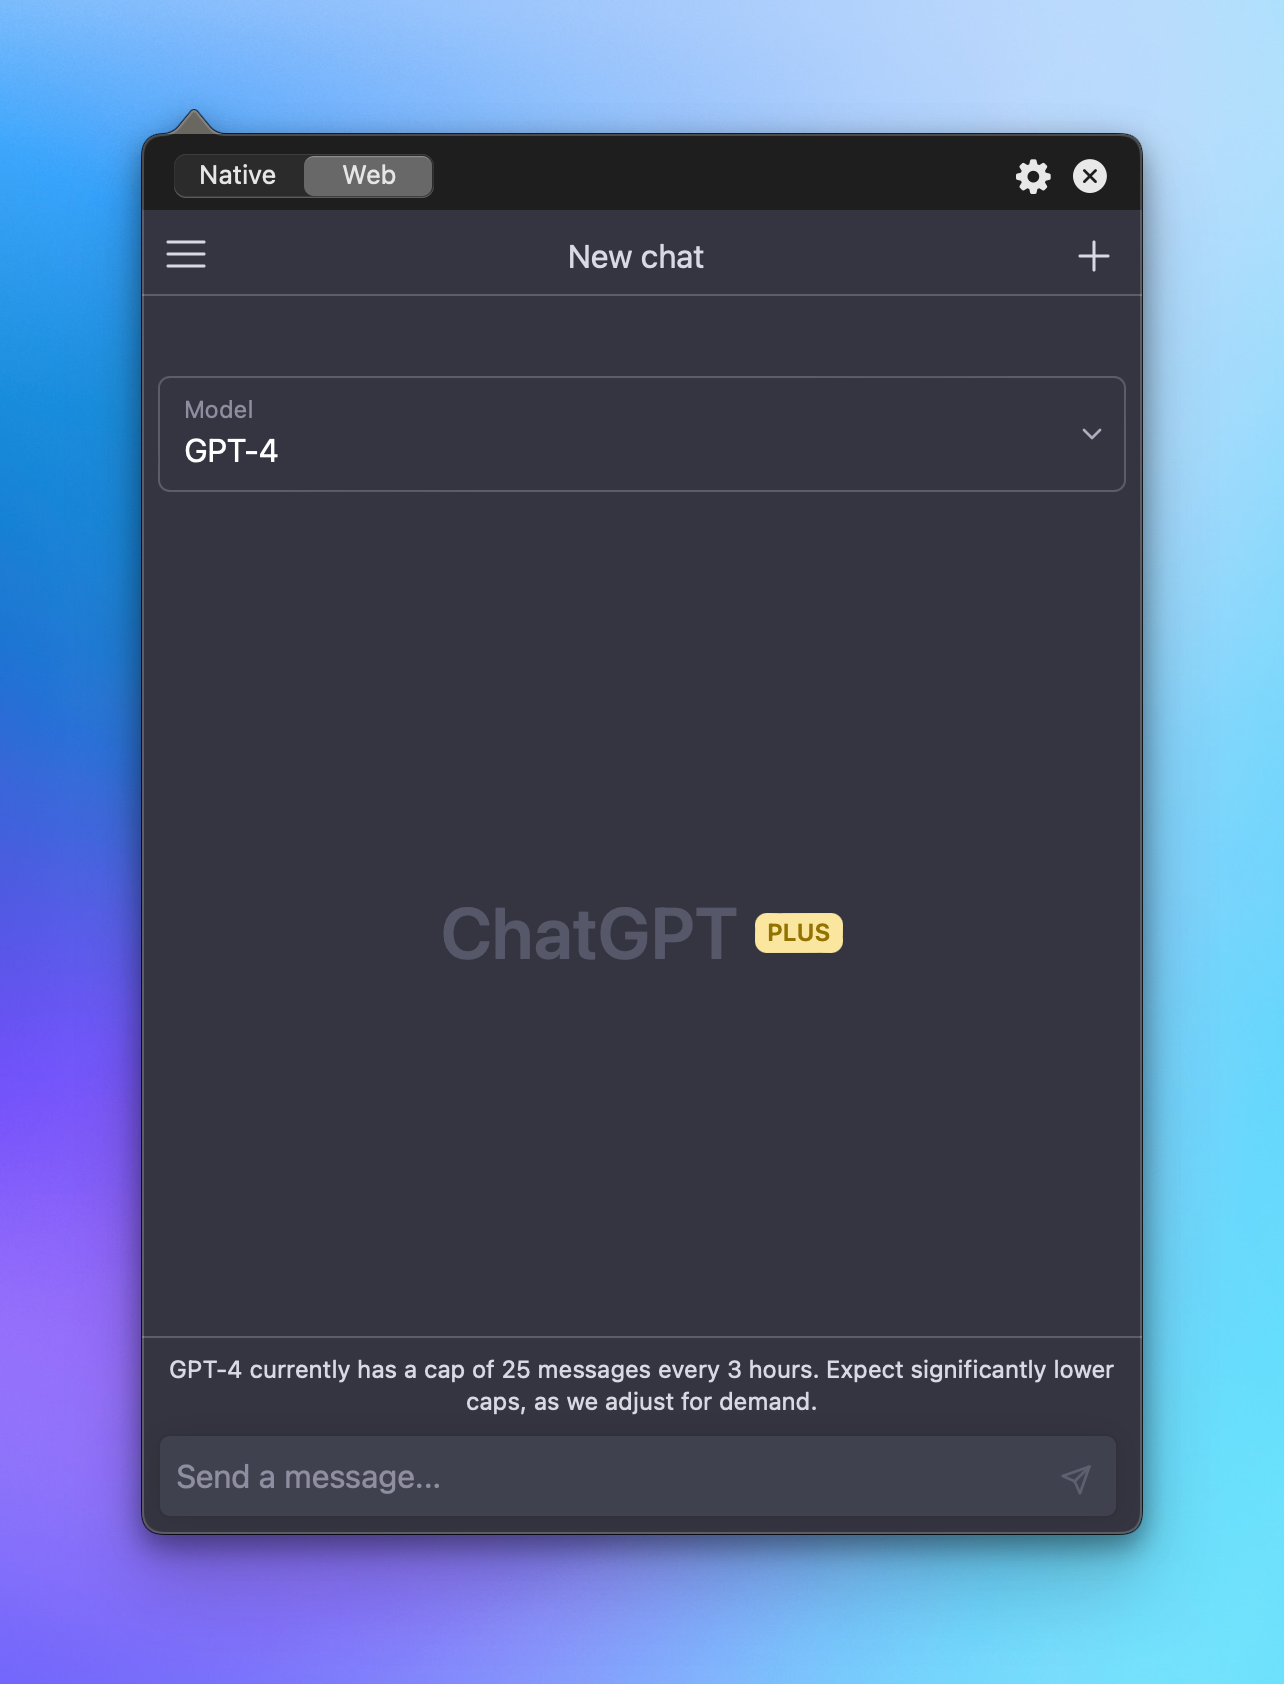 Native Web
New chat
Model
GPT-4
ChatGPT PLUS
GPT-4 currently has a cap of 25 messages every 3 hours. Expect significantly lower
caps, as we adjust for demand.
Send a message...